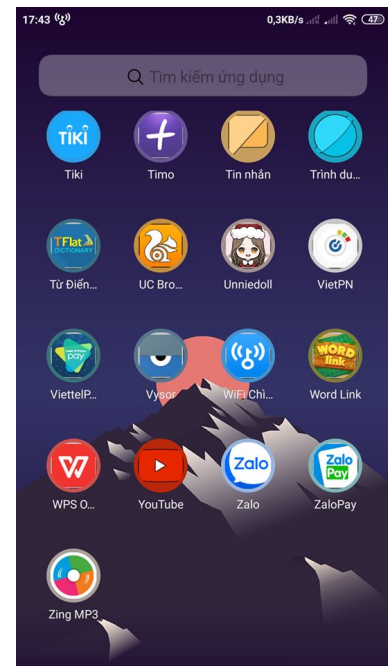 17:43 0,3KB/s 47
Tìm kiếm ứng dụng
TIKI
Tiki Timo Tin nhắn Trình du...
TFlat
DICTIONARY
Từ Điển... UC Bro... Unniedoll VietPN
pay
WORD
link
ViettelP... Vysor WiFi Chì... Word Link
Zalo
Zalo
Pay
WPS O... YouTube Zalo ZaloPay
Zing MP3